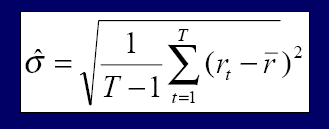 σ̂ = √( 1/(T − 1) ∑_{t=1}^{T} (r_t − r̄)² )